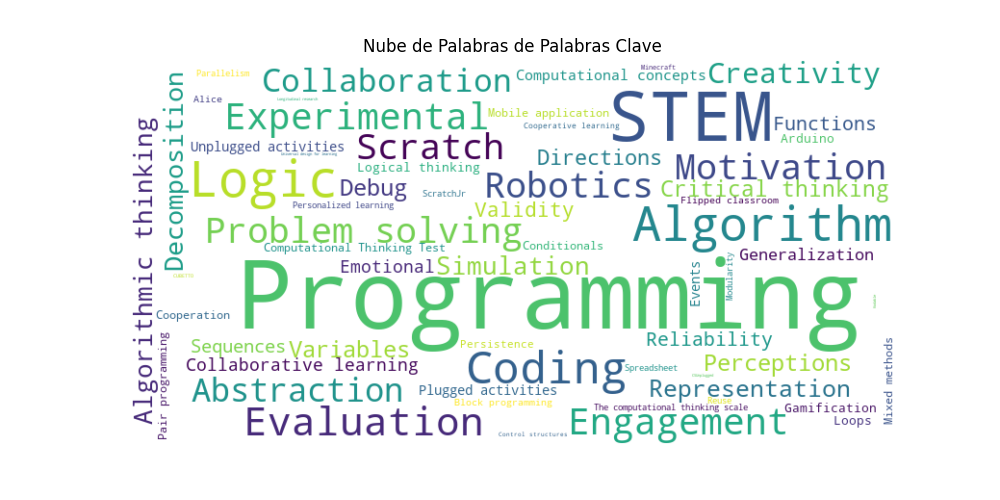 Nube de Palabras de Palabras Clave
Minecraft
Parallelism
Collaboration
Computational concepts
Creativity
Decomposition
Alice
Experimental
Mobile application
STEM
Cooperative learning
Functions
Arduino
Unplugged activities
Scratch
Directions
Motivation
Algorithmic thinking
Logic
Logical thinking
Debug
ScratchJr
Robotics
Critical thinking
Personalized learning
Flipped classroom
Validity
Problem solving
Algorithm
Computational Thinking Test
Conditionals
Generalization
Emotional
Simulation
Events
Modularity
Programming
Cooperation
Pair programming
Sequences
Variables
Persistence
Reliability
Collaborative learning
Coding
Spreadsheet
Perceptions
Mixed methods
Abstraction
Plugged activities
Representation
Block programming
Reuse
The computational thinking scale
Gamification
Evaluation
Engagement
Loops
Control structures